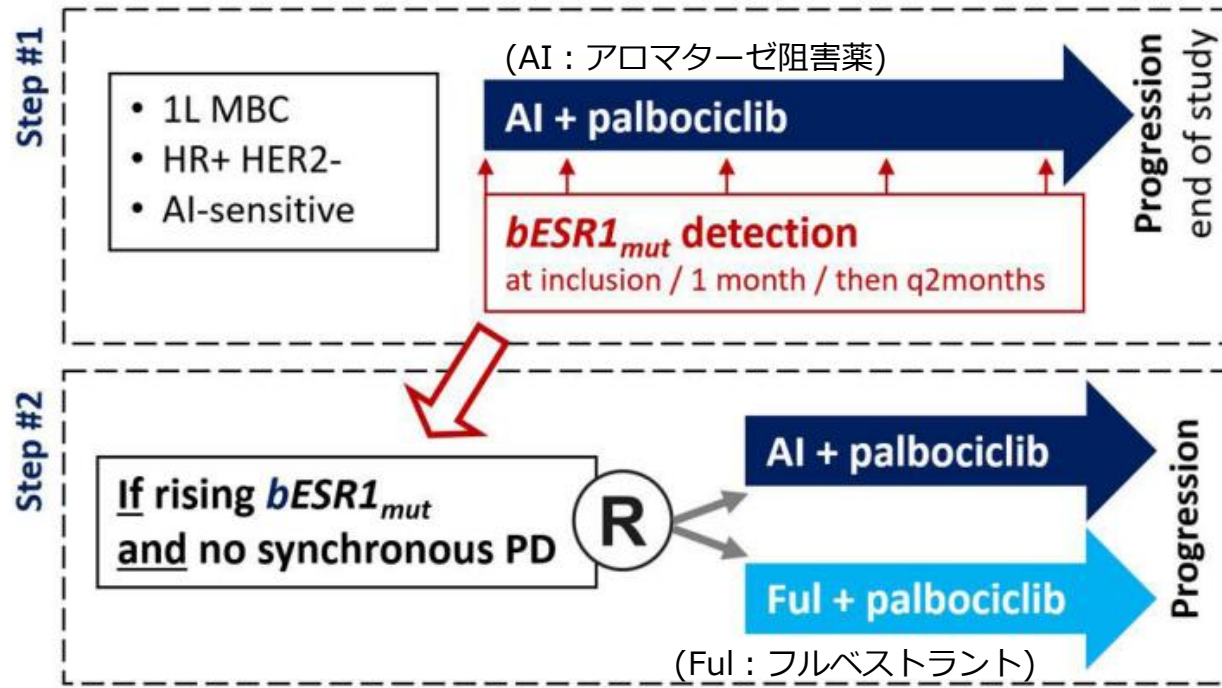 Step #1
• 1L MBC
• HR+ HER2-
• AI-sensitive
(AI：アロマターゼ阻害薬)
AI + palbociclib
bESR1mut detection
at inclusion / 1 month / then q2months
Progression
end of study
Step #2
If rising bESR1mut
and no synchronous PD
R
AI + palbociclib
Ful + palbociclib
(Ful：フルベストラント)
Progression